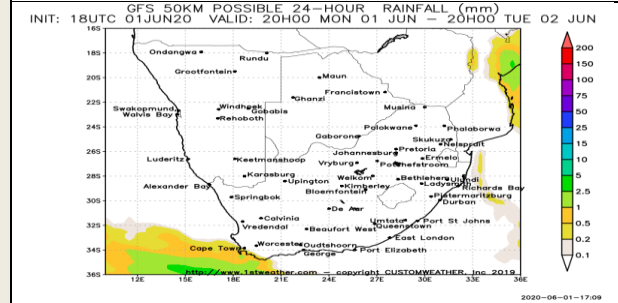 GFS 50KM POSSIBLE 24-HOUR RAINFALL (mm)
INIT: 18UTC 01JUN20 VALID: 20H00 MON 01 JUN - 20H00 TUE 02 JUN
16S
18S
20S
22S
24S
26S
28S
30S
32S
34S
36S
12E 15E 18E 21E 24E 27E 30E 33E 36E
Ondangwa
Rundu
Grootfontein
Maun
Francistown
Ghanzi
Musina
Swakopmund
Windhoek
Gobabis
Walvis Bay
Rehoboth
Polokwane
Phalaborwa
Gaborone
Skukuza
Nelspruit
Pretoria
Johannesburg
Ermelo
Luderitz
Keetmanshoop
Vryburg
Potchefstroom
Karasburg
Upington
Welkom
Bethlehem
Ulundi
Alexander Bay
Kimberley
Ladysmith
Richards Bay
Springbok
Bloemfontein
Pietermaritzburg
Durban
De Aar
Calvinia
Umtata
Port St Johns
Vredendal
Beaufort West
Queenstown
East London
Cape Town
Worcester
Oudtshoorn
George
Port Elizabeth
http://www.1stweather.com - copyright CUSTOMWEATHER, Inc 2019
200
150
100
75
50
25
15
10
5
2.5
1
0.5
0.2
0.1
2020-06-01-17:09